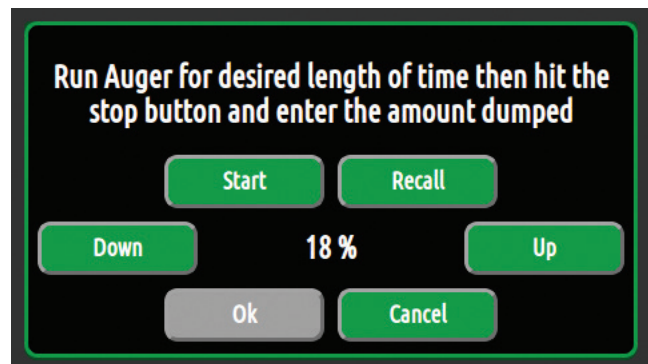 Run Auger for desired length of time then hit the
stop button and enter the amount dumped
Start
Recall
Down
18 %
Up
Ok
Cancel